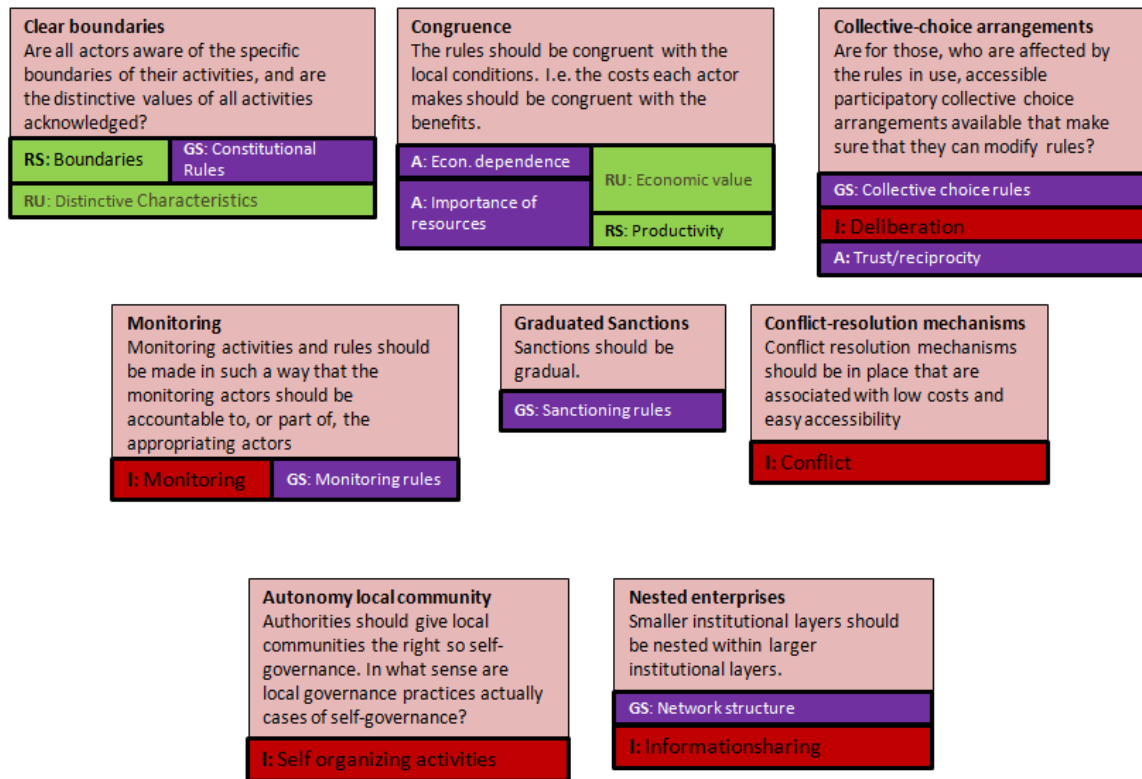 Clear boundaries
Are all actors aware of the specific
boundaries of their activities, and are
the distinctive values of all activities
acknowledged?
RS: Boundaries
GS: Constitutional
Rules
RU: Distinctive Characteristics
Congruence
The rules should be congruent with the
local conditions. I.e. the costs each actor
makes should be congruent with the
benefits.
A: Econ. dependence
A: Importance of
resources
RU: Economic value
RS: Productivity
Collective-choice arrangements
Are for those, who are affected by
the rules in use, accessible
participatory collective choice
arrangements available that make
sure that they can modify rules?
GS: Collective choice rules
I: Deliberation
A: Trust/reciprocity
Monitoring
Monitoring activities and rules should
be made in such a way that the
monitoring actors should be
accountable to, or part of, the
appropriating actors
I: Monitoring
GS: Monitoring rules
Graduated Sanctions
Sanctions should be
gradual.
GS: Sanctioning rules
Conflict-resolution mechanisms
Conflict resolution mechanisms
should be in place that are
associated with low costs and
easy accessibility
I: Conflict
Autonomy local community
Authorities should give local
communities the right so self-
governance. In what sense are
local governance practices actually
cases of self-governance?
I: Self organizing activities
Nested enterprises
Smaller institutional layers should
be nested within larger
institutional layers.
GS: Network structure
I: Informationsharing